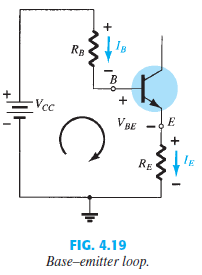 +
R_B
I_B
−
B
+
+
V_CC
V_BE
−
−
E
+
R_E
I_E
−
FIG. 4.19
Base–emitter loop.